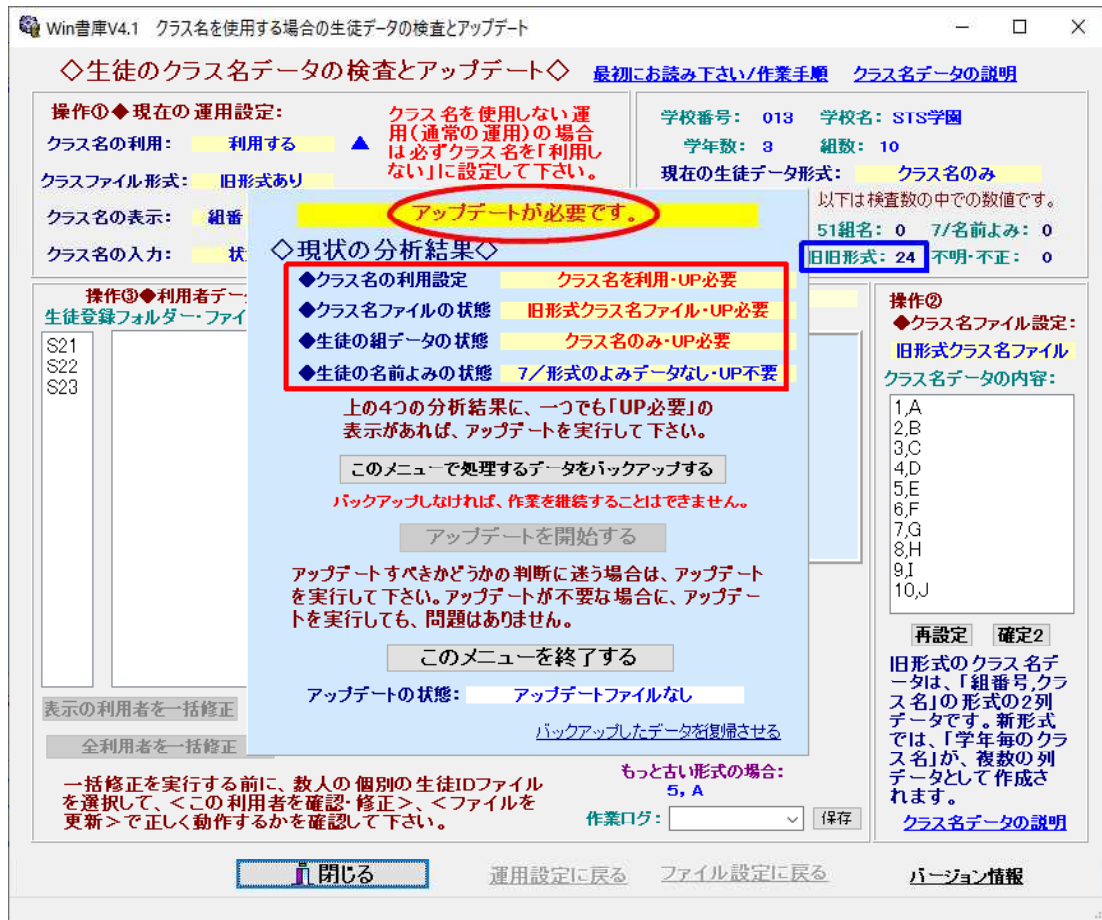 Win書庫V4.1 クラス名を使用する場合の生徒データの検査とアップデート
◇生徒のクラス名データの検査とアップデート◇
最初にお読み下さい/作業手順
クラス名データの説明
操作①◆現在の運用設定：
クラス名の利用： 利用する ▲
クラスファイル形式： 旧形式あり
クラス名の表示： 組番
クラス名の入力： 状
クラス名を使用しない運
用(通常の運用)の場合
は必ずクラス名を「利用し
ない」に設定して下さい。
学校番号： 013 学校名： STS学園
学年数： 3 組数： 10
現在の生徒データ形式： クラス名のみ
以下は検査数の中での数値です。
51組名： 0 7/名前よみ： 0
旧旧形式： 24 不明・不正： 0
アップデートが必要です。
◇現状の分析結果◇
◆クラス名の利用設定 クラス名を利用・UP必要
◆クラス名ファイルの状態 旧形式クラス名ファイル・UP必要
◆生徒の組データの状態 クラス名のみ・UP必要
◆生徒の名前よみの状態 7／形式のよみデータなし・UP不要
上の4つの分析結果に、一つでも「UP必要」の
表示があれば、アップデートを実行して下さい。
このメニューで処理するデータをバックアップする
バックアップしなければ、作業を継続することはできません。
アップデートを開始する
アップデートすべきかどうかの判断に迷う場合は、アップデート
を実行して下さい。アップデートが不要な場合に、アップデー
トを実行しても、問題はありません。
このメニューを終了する
アップデートの状態： アップデートファイルなし
バックアップしたデータを復帰させる
操作③◆利用者デー
生徒登録フォルダー・ファイ
S21
S22
S23
表示の利用者を一括修正
全利用者を一括修正
一括修正を実行する前に、数人の個別の生徒IDファイル
を選択して、＜この利用者を確認・修正＞、＜ファイルを
更新＞で正しく動作するかを確認して下さい。
もっと古い形式の場合：
5, A
作業ログ：
保存
操作②
◆クラス名ファイル設定：
旧形式クラス名ファイル
クラス名データの内容：
1,A
2,B
3,C
4,D
5,E
6,F
7,G
8,H
9,I
10,J
再設定 確定2
旧形式のクラス名デ
ータは、「組番号,クラ
ス名」の形式の2列
データです。新形式
では、「学年毎のクラ
ス名」が、複数の列
データとして作成さ
れます。
クラス名データの説明
閉じる
運用設定に戻る
ファイル設定に戻る
バージョン情報